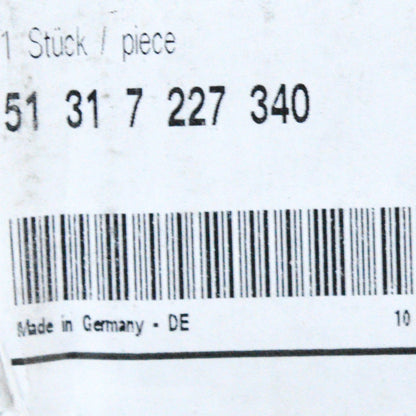 1 Stück / piece
51 31 7 227 340
Made in Germany - DE 10